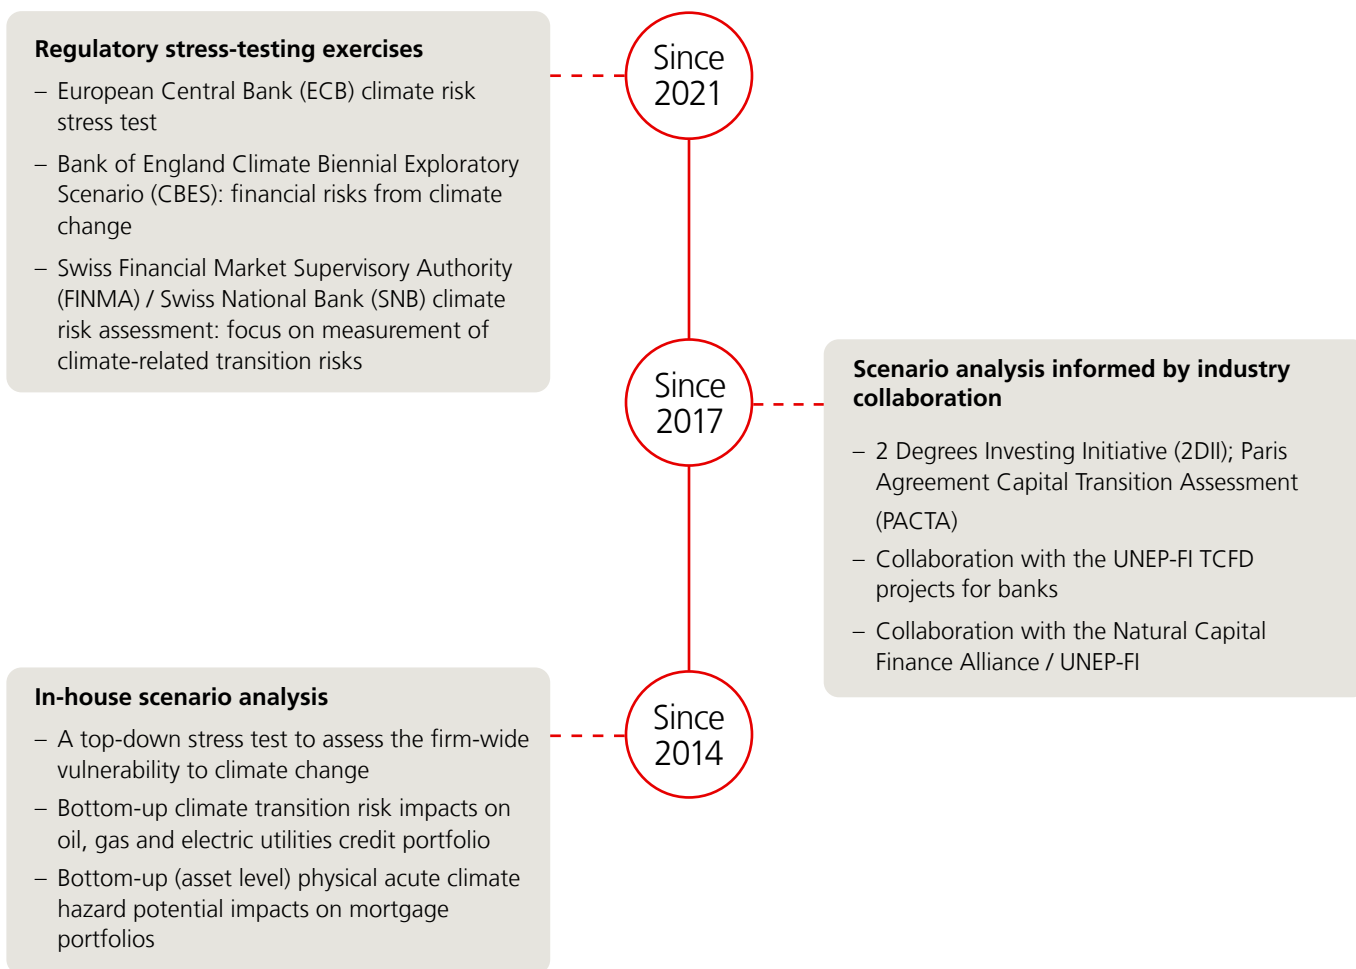 Regulatory stress-testing exercises
– European Central Bank (ECB) climate risk
stress test
– Bank of England Climate Biennial Exploratory
Scenario (CBES): financial risks from climate
change
– Swiss Financial Market Supervisory Authority
(FINMA) / Swiss National Bank (SNB) climate
risk assessment: focus on measurement of
climate-related transition risks
Since
2021
Since
2017
Scenario analysis informed by industry
collaboration
– 2 Degrees Investing Initiative (2DII); Paris
Agreement Capital Transition Assessment
(PACTA)
– Collaboration with the UNEP-FI TCFD
projects for banks
– Collaboration with the Natural Capital
Finance Alliance / UNEP-FI
In-house scenario analysis
– A top-down stress test to assess the firm-wide
vulnerability to climate change
– Bottom-up climate transition risk impacts on
oil, gas and electric utilities credit portfolio
– Bottom-up (asset level) physical acute climate
hazard potential impacts on mortgage
portfolios
Since
2014